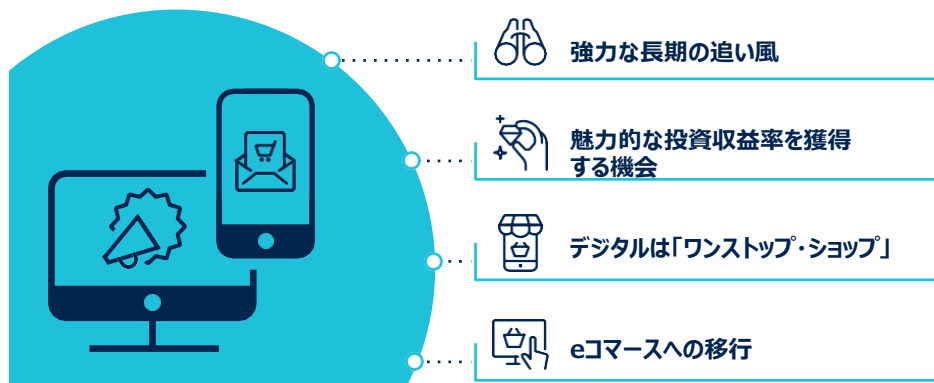 強力な長期の追い風
魅力的な投資収益率を獲得
する機会
デジタルは「ワンストップ・ショップ」
eコマースへの移行